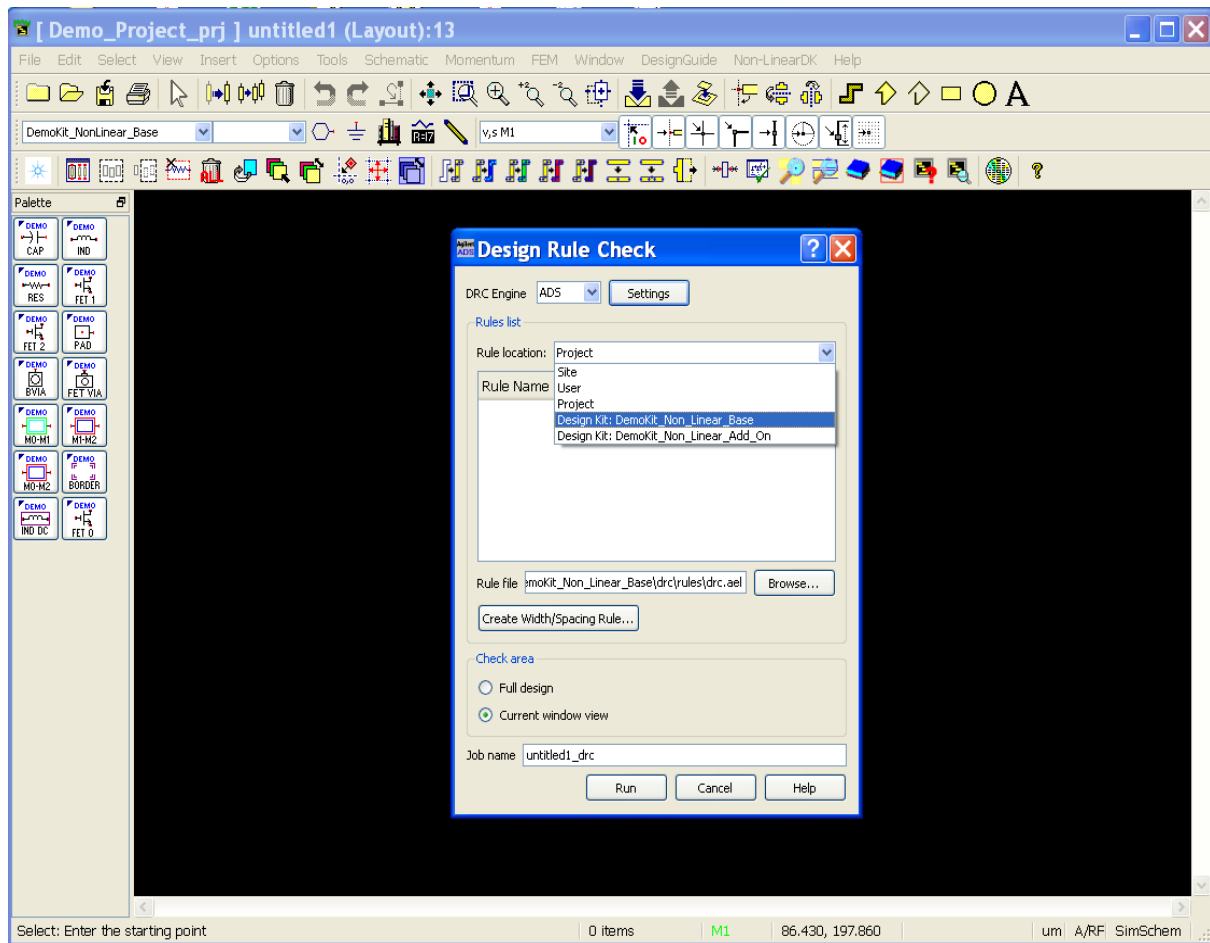 [ Demo_Project_prj ] untitled1 (Layout):13
File Edit Select View Insert Options Tools Schematic Momentum FEM Window DesignGuide Non-LinearDK Help
A
DemoKit_NonLinear_Base
v,s M1
Palette
DEMO CAP
DEMO IND
DEMO RES
DEMO FET 1
DEMO FET 2
DEMO PAD
DEMO BVIA
DEMO FET VIA
DEMO M0-M1
DEMO M1-M2
DEMO M0-M2
DEMO BORDER
DEMO IND DC
DEMO FET 0
Agilent ADS Design Rule Check
DRC Engine ADS Settings
Rules list
Rule location: Project
Rule Name
Site
User
Project
Design Kit: DemoKit_Non_Linear_Base
Design Kit: DemoKit_Non_Linear_Add_On
Rule file emoKit_Non_Linear_Base\drc\rules\drc.ael Browse...
Create Width/Spacing Rule...
Check area
Full design
Current window view
Job name untitled1_drc
Run Cancel Help
Select: Enter the starting point 0 items M1 86.430, 197.860 um A/RF SimSchem